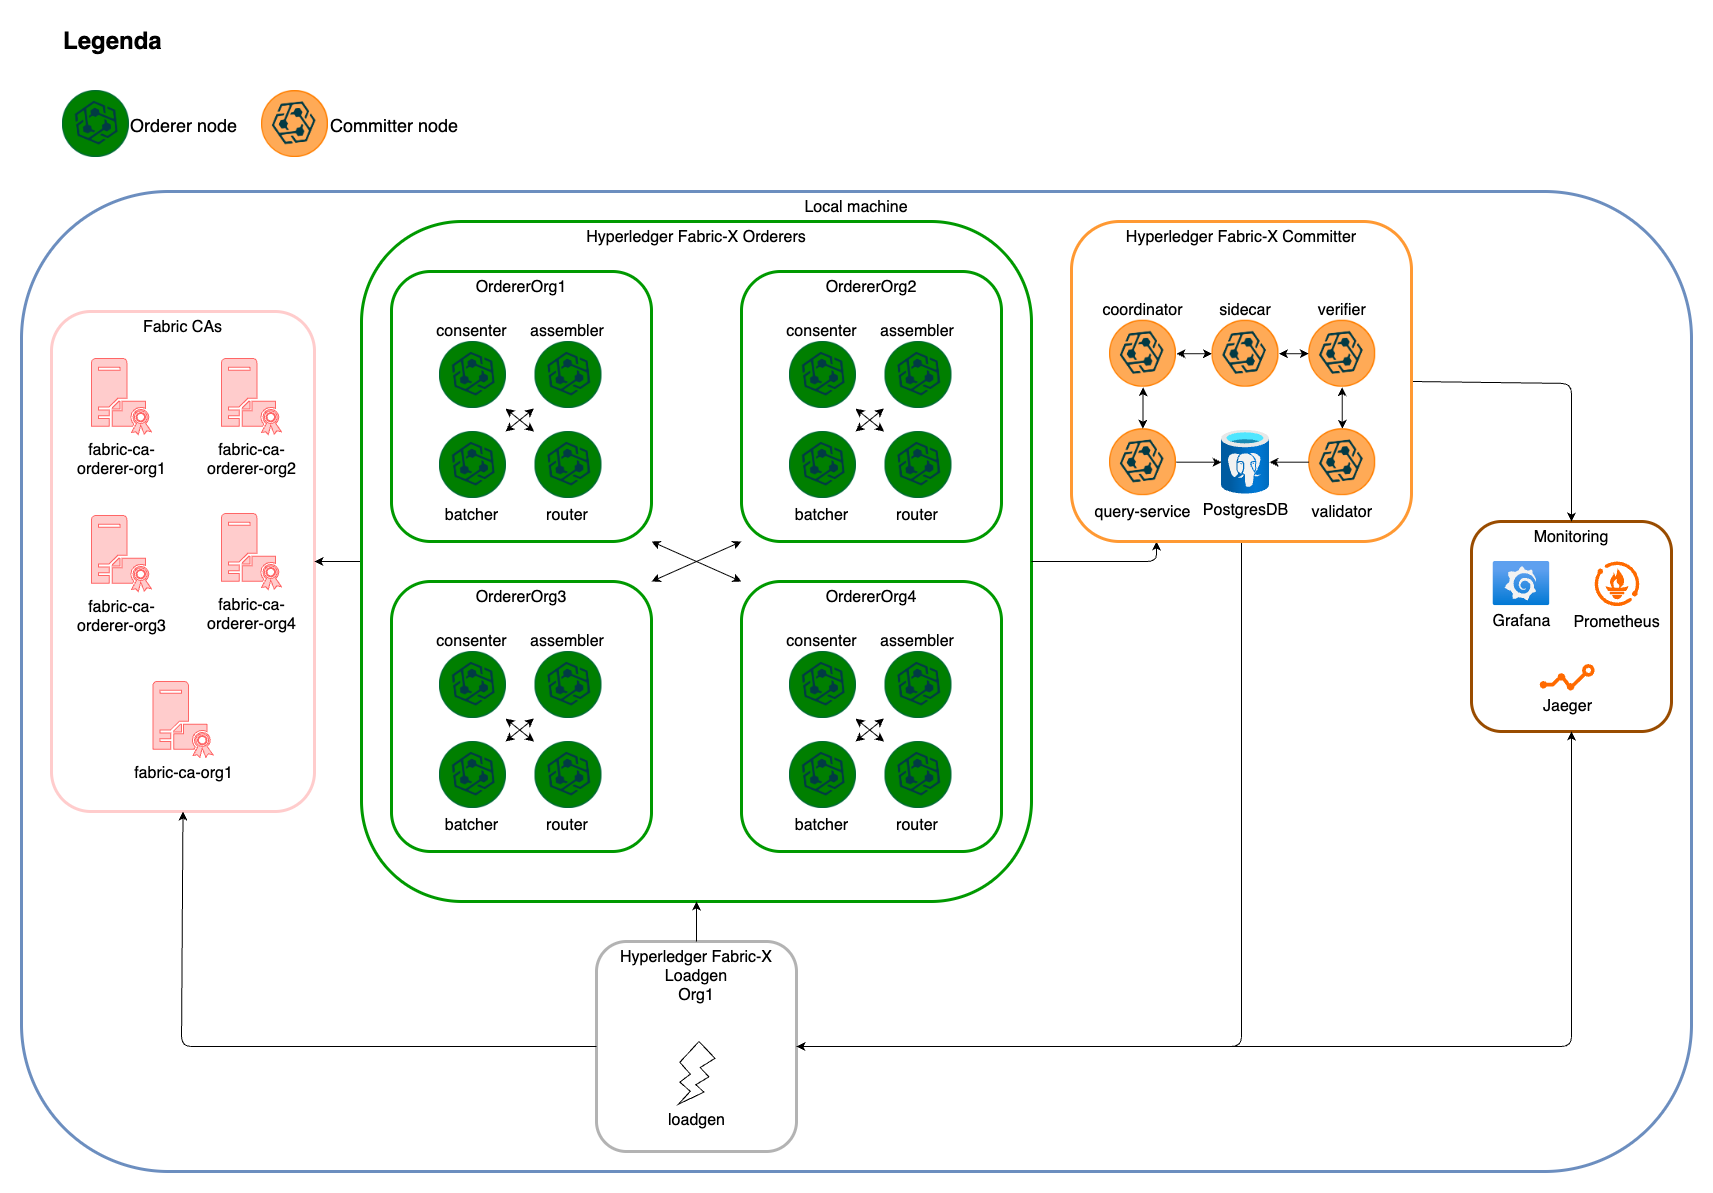 Legenda
Orderer node
Committer node
Local machine
Hyperledger Fabric-X Orderers
Hyperledger Fabric-X Committer
Fabric CAs
fabric-ca-
orderer-org1
fabric-ca-
orderer-org2
fabric-ca-
orderer-org3
fabric-ca-
orderer-org4
fabric-ca-org1
OrdererOrg1
consenter
assembler
batcher
router
OrdererOrg2
consenter
assembler
batcher
router
OrdererOrg3
consenter
assembler
batcher
router
OrdererOrg4
consenter
assembler
batcher
router
coordinator
sidecar
verifier
query-service
PostgresDB
validator
Monitoring
Grafana
Prometheus
Jaeger
Hyperledger Fabric-X
Loadgen
Org1
loadgen